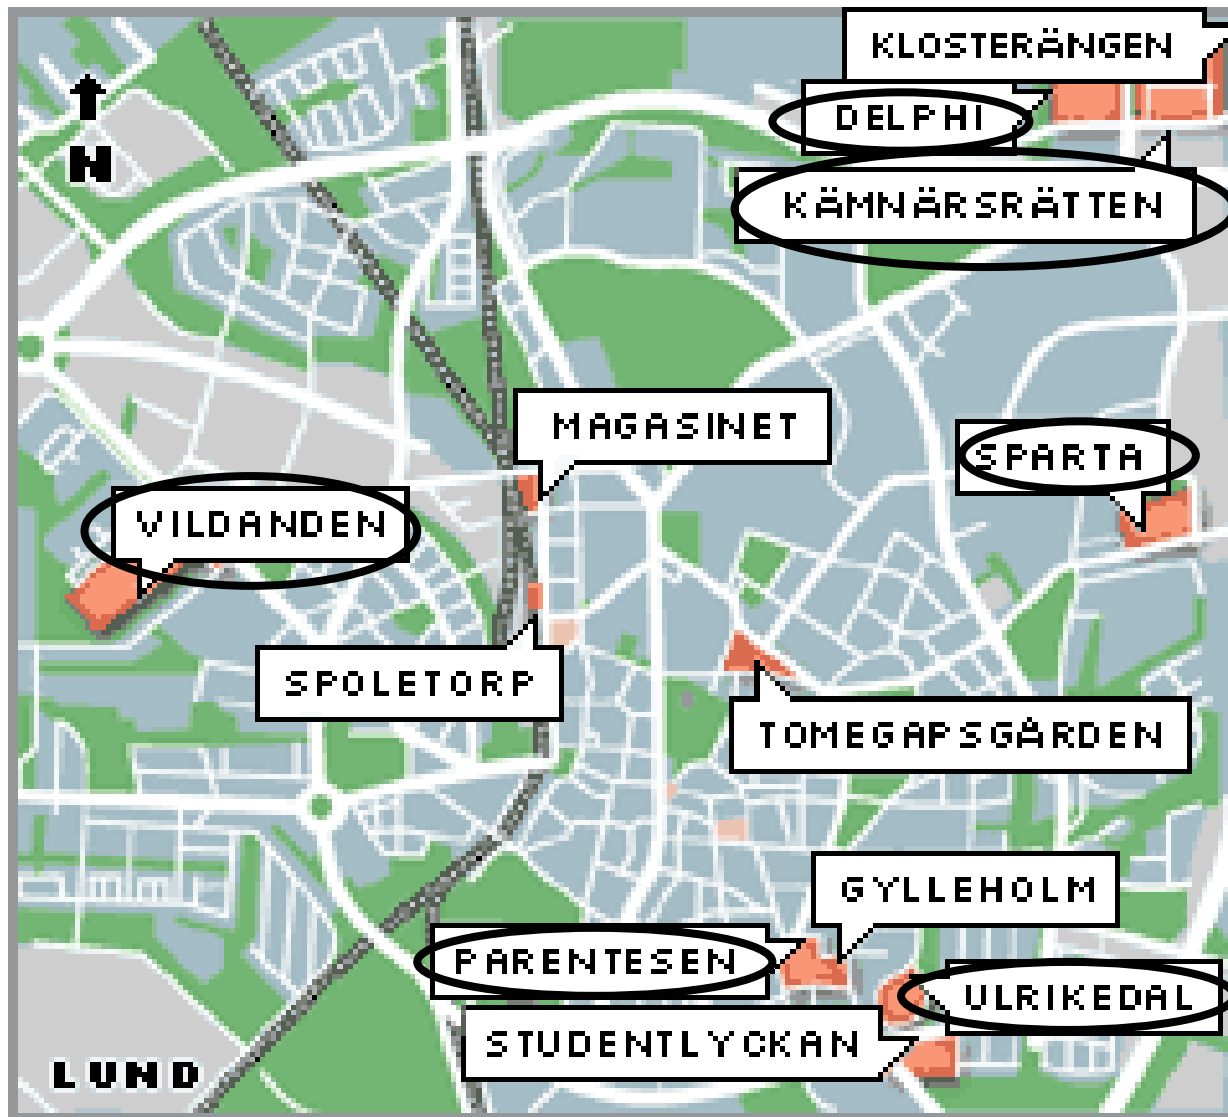 KLOSTERÄNGEN
DELPHI
N
KÄMNÄRSRÄTTEN
MAGASINET
SPARTA
VILDANDEN
SPOLETORP
TOMEGAPSGÅRDEN
GYLLEHOLM
PARENTESEN
ULRIKEDAL
STUDENTLYCKAN
LUND